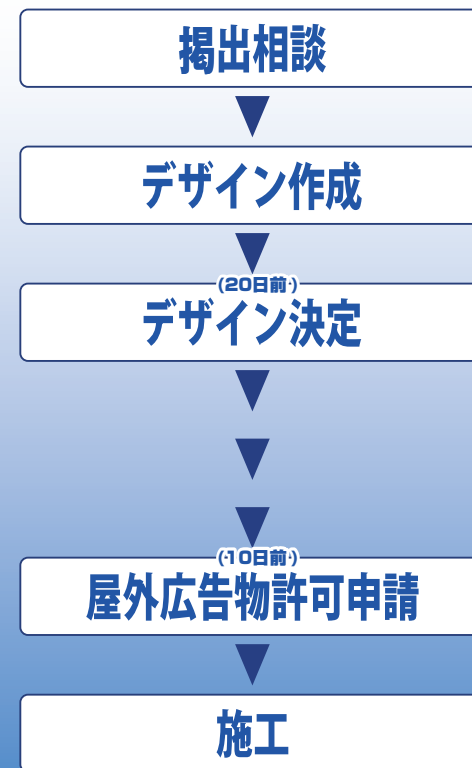 掲出相談
デザイン作成
(20日前)
デザイン決定
(10日前)
屋外広告物許可申請
施工